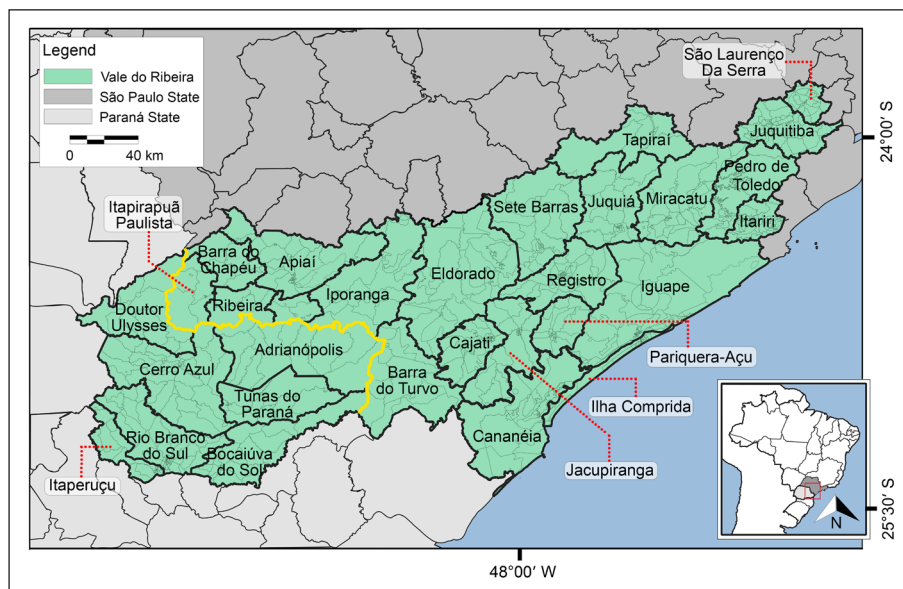 Legend
Vale do Ribeira
São Paulo State
Paraná State
0 40 km
São Laurenço
Da Serra
24°00' S
Juquitiba
Tapiraí
Pedro de
Toledo
Itapirapuã
Paulista
Sete Barras
Juquiá
Miracatu
Itariri
Barra do
Chapéu
Apiaí
Eldorado
Registro
Iguape
Iporanga
Doutor
Ulysses
Ribeira
Adrianópolis
Cajati
Pariquera-Açu
Cerro Azul
Barra
do Turvo
Tunas do
Paraná
Ilha Comprida
Rio Branco
do Sul
Bocaiúva
do Sol
Cananéia
Jacupiranga
Itaperuçu
N
25°30' S
48°00' W